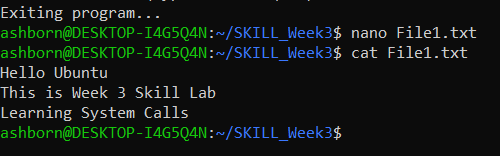 Exiting program...
ashborn@DESKTOP-I4G5Q4N:~/SKILL_Week3$ nano File1.txt
ashborn@DESKTOP-I4G5Q4N:~/SKILL_Week3$ cat File1.txt
Hello Ubuntu
This is Week 3 Skill Lab
Learning System Calls
ashborn@DESKTOP-I4G5Q4N:~/SKILL_Week3$